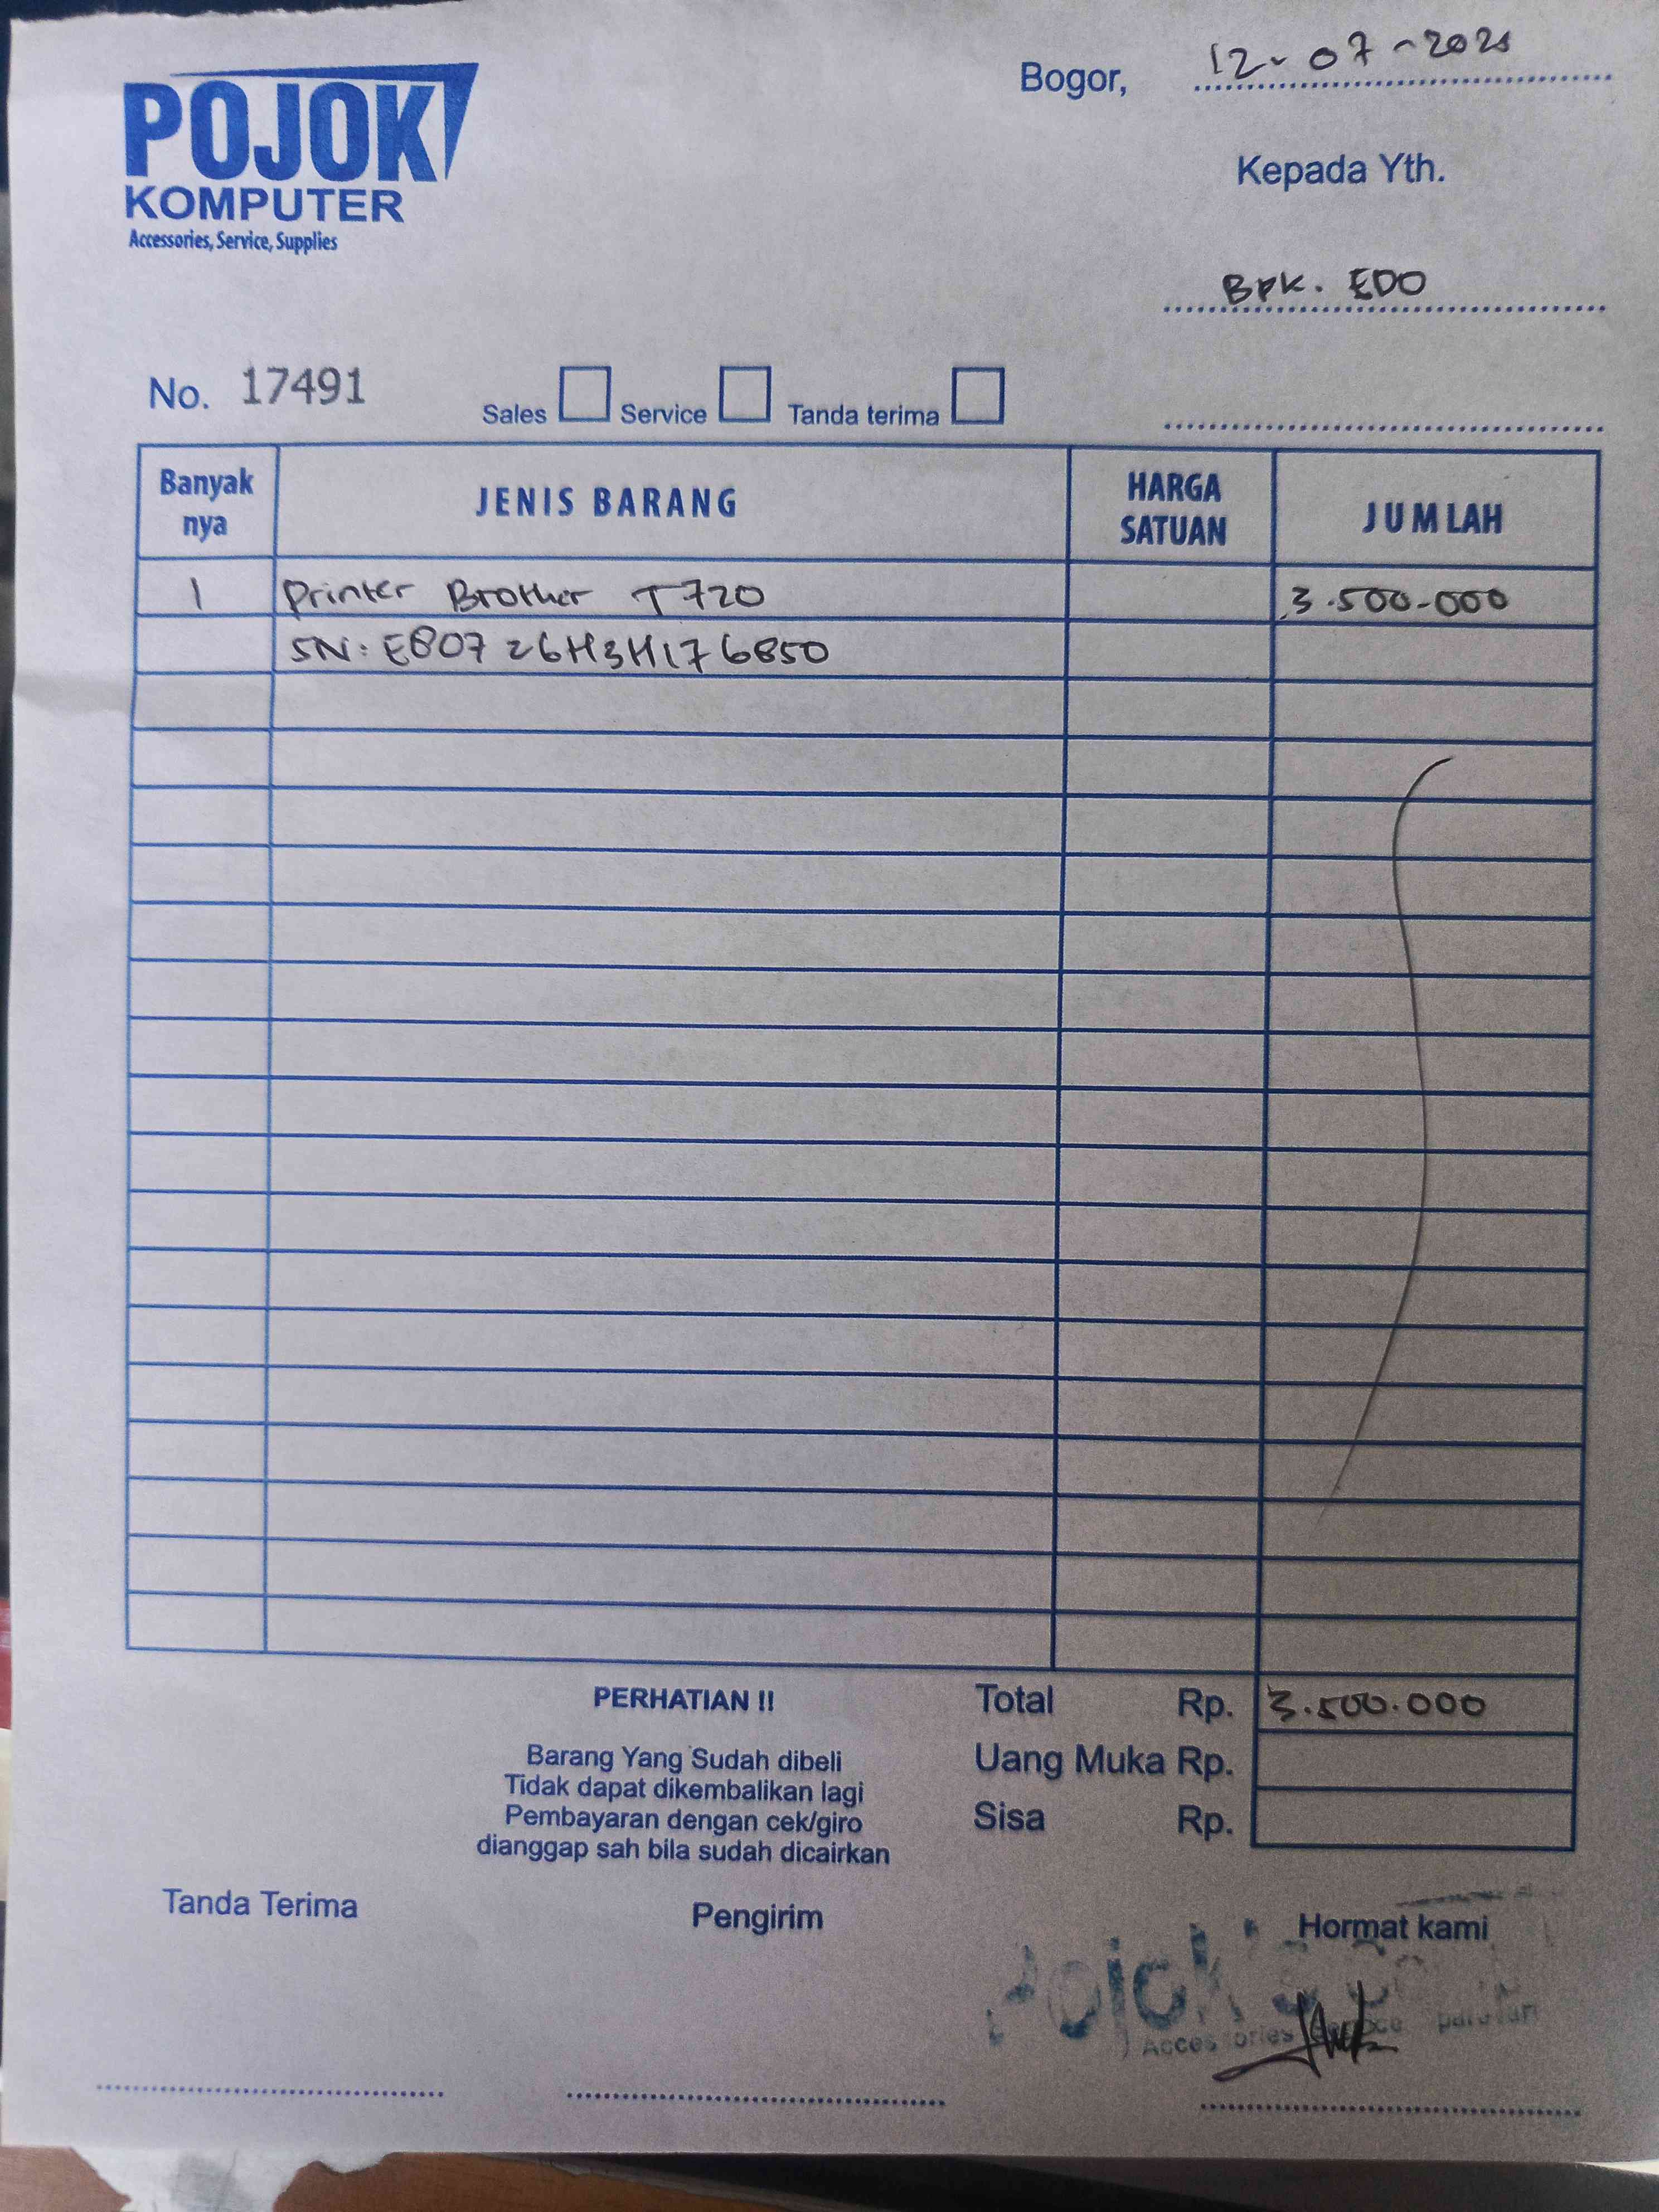 POJOK
KOMPUTER
Accessories, Service, Supplies
Bogor, 12-07-2021
Kepada Yth.
Bpk. EDO
No. 17491
Sales Service Tanda terima
Banyak nya JENIS BARANG HARGA SATUAN JUMLAH
1 Printer Brother T720 3.500-000
SN: E80726H3H176850
PERHATIAN !!
Barang Yang Sudah dibeli
Tidak dapat dikembalikan lagi
Pembayaran dengan cek/giro
dianggap sah bila sudah dicairkan
Total Rp. 3.500.000
Uang Muka Rp.
Sisa Rp.
Tanda Terima
Pengirim
Hormat kami
Pojok